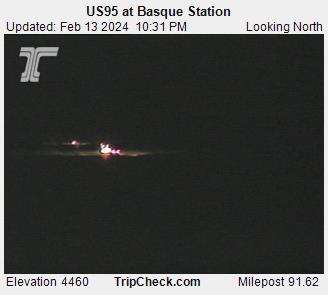 US95 at Basque Station
Updated: Feb 13 2024 10:31 PM Looking North
Elevation 4460 TripCheck.com Milepost 91.62